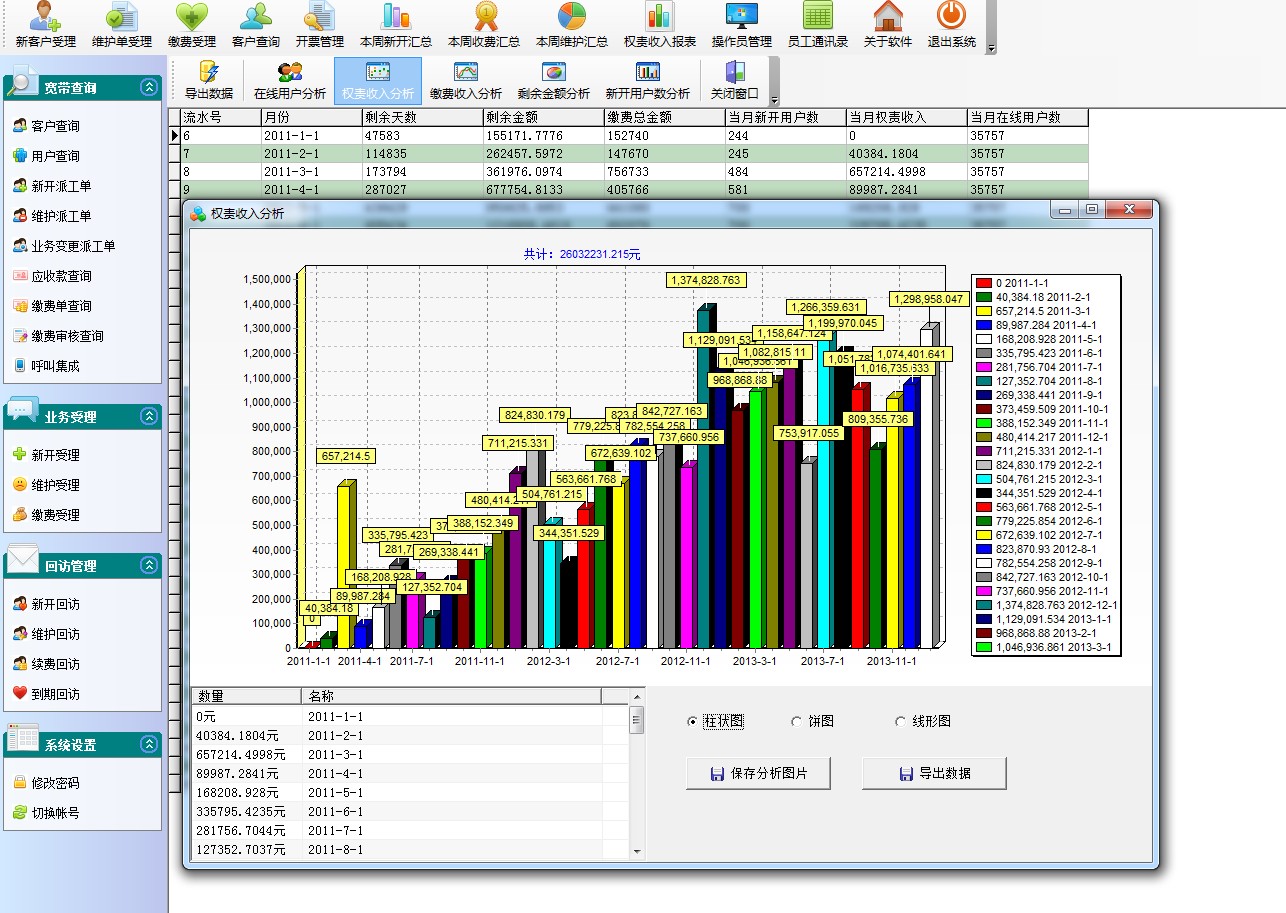 新客户受理 维护单受理 缴费受理 客户查询 开票管理 本周新开汇总 本周收费汇总 本周维护汇总 权责收入报表 操作员管理 员工通讯录 关于软件 退出系统
导出数据 在线用户分析 权责收入分析 缴费收入分析 剩余金额分析 新开用户数分析 关闭窗口
宽带查询
客户查询
用户查询
新开派工单
维护派工单
业务变更派工单
应收款查询
缴费单查询
缴费审核查询
呼叫集成
业务受理
新开受理
维护受理
缴费受理
回访管理
新开回访
维护回访
续费回访
到期回访
系统设置
修改密码
切换帐号
流水号 月份 剩余天数 剩余金额 缴费总金额 当月新开用户数 当月权责收入 当月在线用户数
6 2011-1-1 47583 155171.7776 152740 244 0 35757
7 2011-2-1 114835 262457.5972 147670 245 40384.1804 35757
8 2011-3-1 173794 361976.0974 756733 484 657214.4998 35757
9 2011-4-1 287027 677754.8133 405766 581 89987.2841 35757
权责收入分析
共计：26032231.215元
1,500,000
1,400,000
1,300,000
1,200,000
1,100,000
1,000,000
900,000
800,000
700,000
600,000
500,000
400,000
300,000
200,000
100,000
0
1,374,828.763
1,298,958.047
1,266,359.631
1,199,970.045
1,158,647.124
1,129,091.534
1,082,815.11
1,074,401.641
1,016,735.633
968,868.88
842,727.163
824,830.179
782,554.258
809,355.736
737,660.956
753,917.055
711,215.331
672,639.102
657,214.5
563,661.768
504,761.215
344,351.529
388,152.349
335,795.423
269,338.441
168,208.928
127,352.704
89,987.284
40,384.18
0
2011-1-1 2011-4-1 2011-7-1 2011-11-1 2012-3-1 2012-7-1 2012-11-1 2013-3-1 2013-7-1 2013-11-1
0 2011-1-1
40,384.18 2011-2-1
657,214.5 2011-3-1
89,987.284 2011-4-1
168,208.928 2011-5-1
335,795.423 2011-6-1
281,756.704 2011-7-1
127,352.704 2011-8-1
269,338.441 2011-9-1
373,459.509 2011-10-1
388,152.349 2011-11-1
480,414.217 2011-12-1
711,215.331 2012-1-1
824,830.179 2012-2-1
504,761.215 2012-3-1
344,351.529 2012-4-1
563,661.768 2012-5-1
779,225.854 2012-6-1
672,639.102 2012-7-1
823,870.93 2012-8-1
782,554.258 2012-9-1
842,727.163 2012-10-1
737,660.956 2012-11-1
1,374,828.763 2012-12-1
1,129,091.534 2013-1-1
968,868.88 2013-2-1
1,046,936.861 2013-3-1
数量 名称
0元 2011-1-1
40384.1804元 2011-2-1
657214.4998元 2011-3-1
89987.2841元 2011-4-1
168208.928元 2011-5-1
335795.4235元 2011-6-1
281756.7044元 2011-7-1
127352.7037元 2011-8-1
柱状图 饼图 线形图
保存分析图片 导出数据